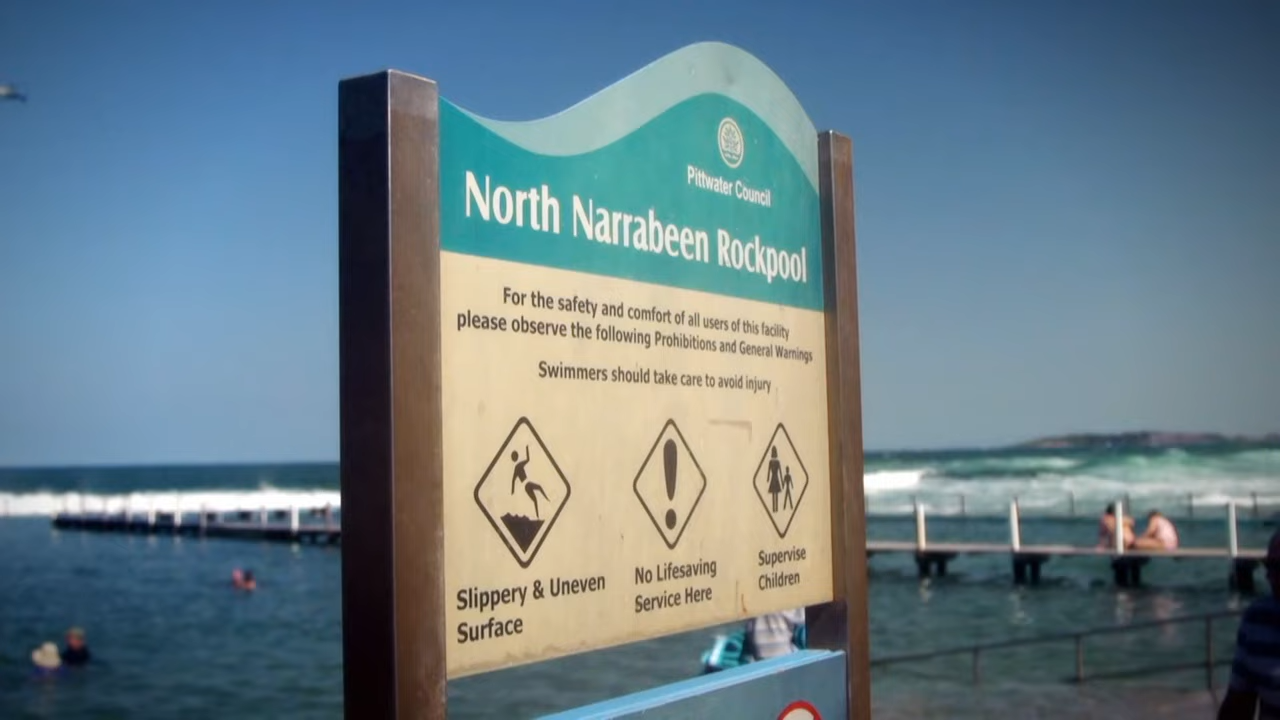 Pittwater Council
North Narrabeen Rockpool
For the safety and comfort of all users of this facility
please observe the following Prohibitions and General Warnings
Swimmers should take care to avoid injury
Slippery & Uneven
Surface
No Lifesaving
Service Here
Supervise
Children